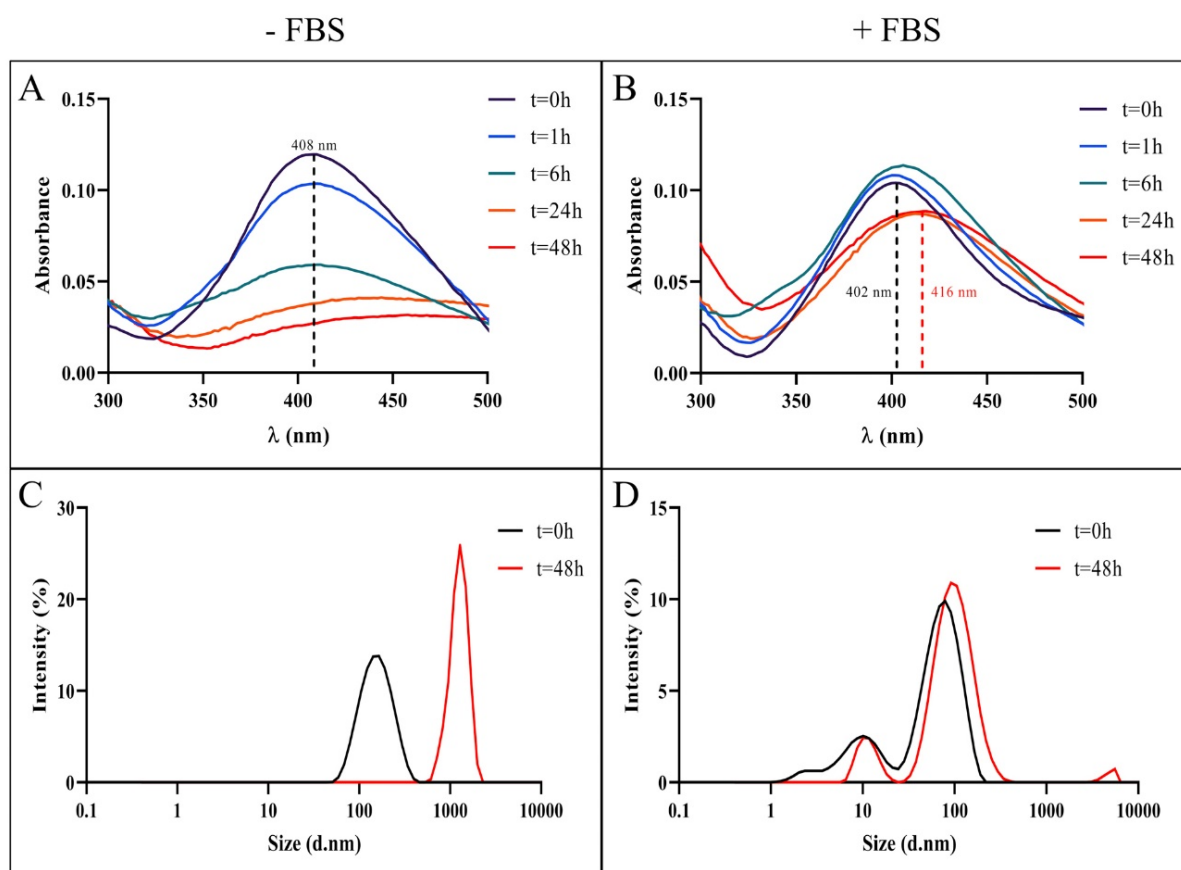 - FBS
+ FBS
A
0.15
0.10
0.05
0.00
Absorbance
408 nm
t=0h
t=1h
t=6h
t=24h
t=48h
300 350 400 450 500
λ (nm)
B
0.15
0.10
0.05
0.00
Absorbance
402 nm
416 nm
t=0h
t=1h
t=6h
t=24h
t=48h
300 350 400 450 500
λ (nm)
C
30
20
10
0
Intensity (%)
t=0h
t=48h
0.1 1 10 100 1000 10000
Size (d.nm)
D
15
10
5
0
Intensity (%)
t=0h
t=48h
0.1 1 10 100 1000 10000
Size (d.nm)